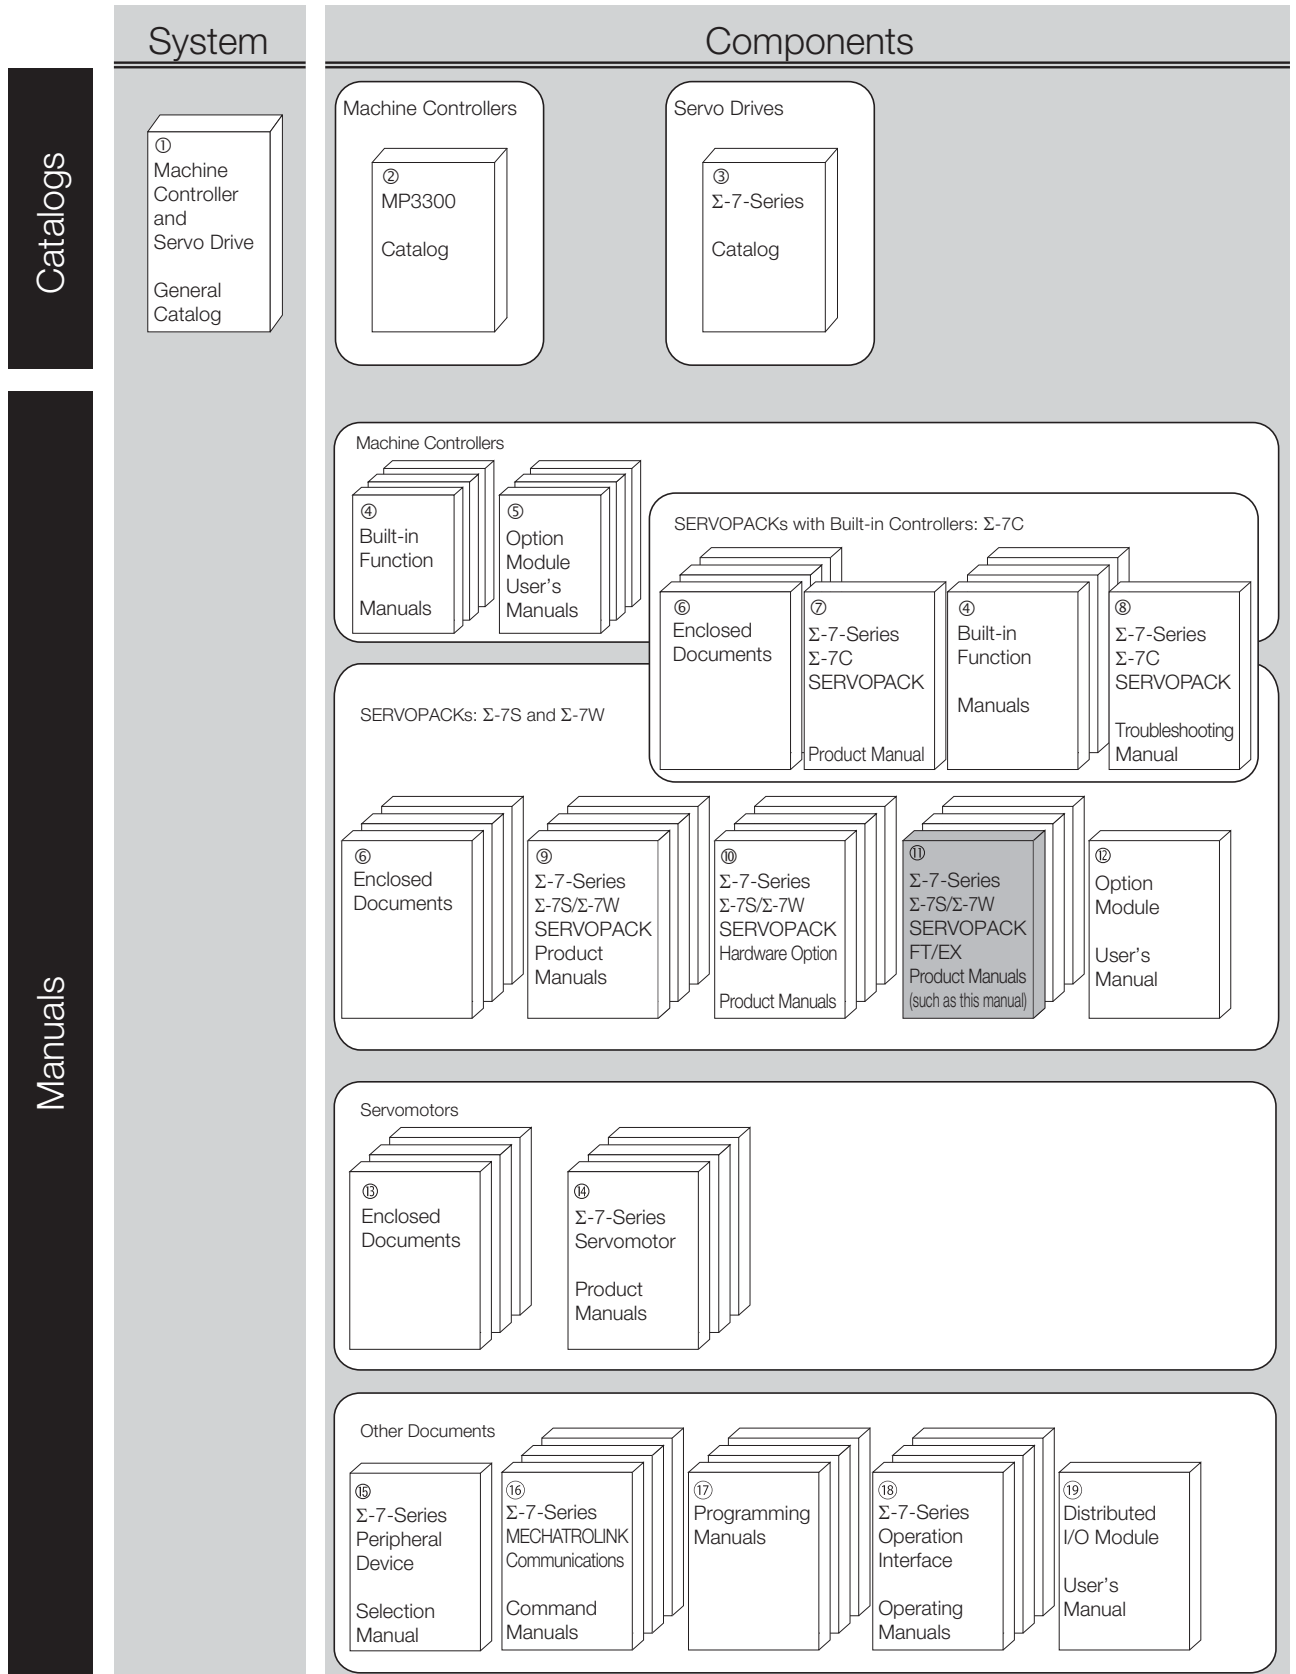 System
Components
Catalogs
①
Machine
Controller
and
Servo Drive
General
Catalog
Machine Controllers
②
MP3300
Catalog
Servo Drives
③
Σ-7-Series
Catalog
Manuals
Machine Controllers
④
Built-in
Function
Manuals
⑤
Option
Module
User's
Manuals
SERVOPACKs with Built-in Controllers: Σ-7C
⑥
Enclosed
Documents
⑦
Σ-7-Series
Σ-7C
SERVOPACK
Product Manual
④
Built-in
Function
Manuals
⑧
Σ-7-Series
Σ-7C
SERVOPACK
Troubleshooting
Manual
SERVOPACKs: Σ-7S and Σ-7W
⑥
Enclosed
Documents
⑨
Σ-7-Series
Σ-7S/Σ-7W
SERVOPACK
Product
Manuals
⑩
Σ-7-Series
Σ-7S/Σ-7W
SERVOPACK
Hardware Option
Product Manuals
⑪
Σ-7-Series
Σ-7S/Σ-7W
SERVOPACK
FT/EX
Product Manuals
(such as this manual)
⑫
Option
Module
User's
Manual
Servomotors
⑬
Enclosed
Documents
⑭
Σ-7-Series
Servomotor
Product
Manuals
Other Documents
⑮
Σ-7-Series
Peripheral
Device
Selection
Manual
⑯
Σ-7-Series
MECHATROLINK
Communications
Command
Manuals
⑰
Programming
Manuals
⑱
Σ-7-Series
Operation
Interface
Operating
Manuals
⑲
Distributed
I/O Module
User's
Manual